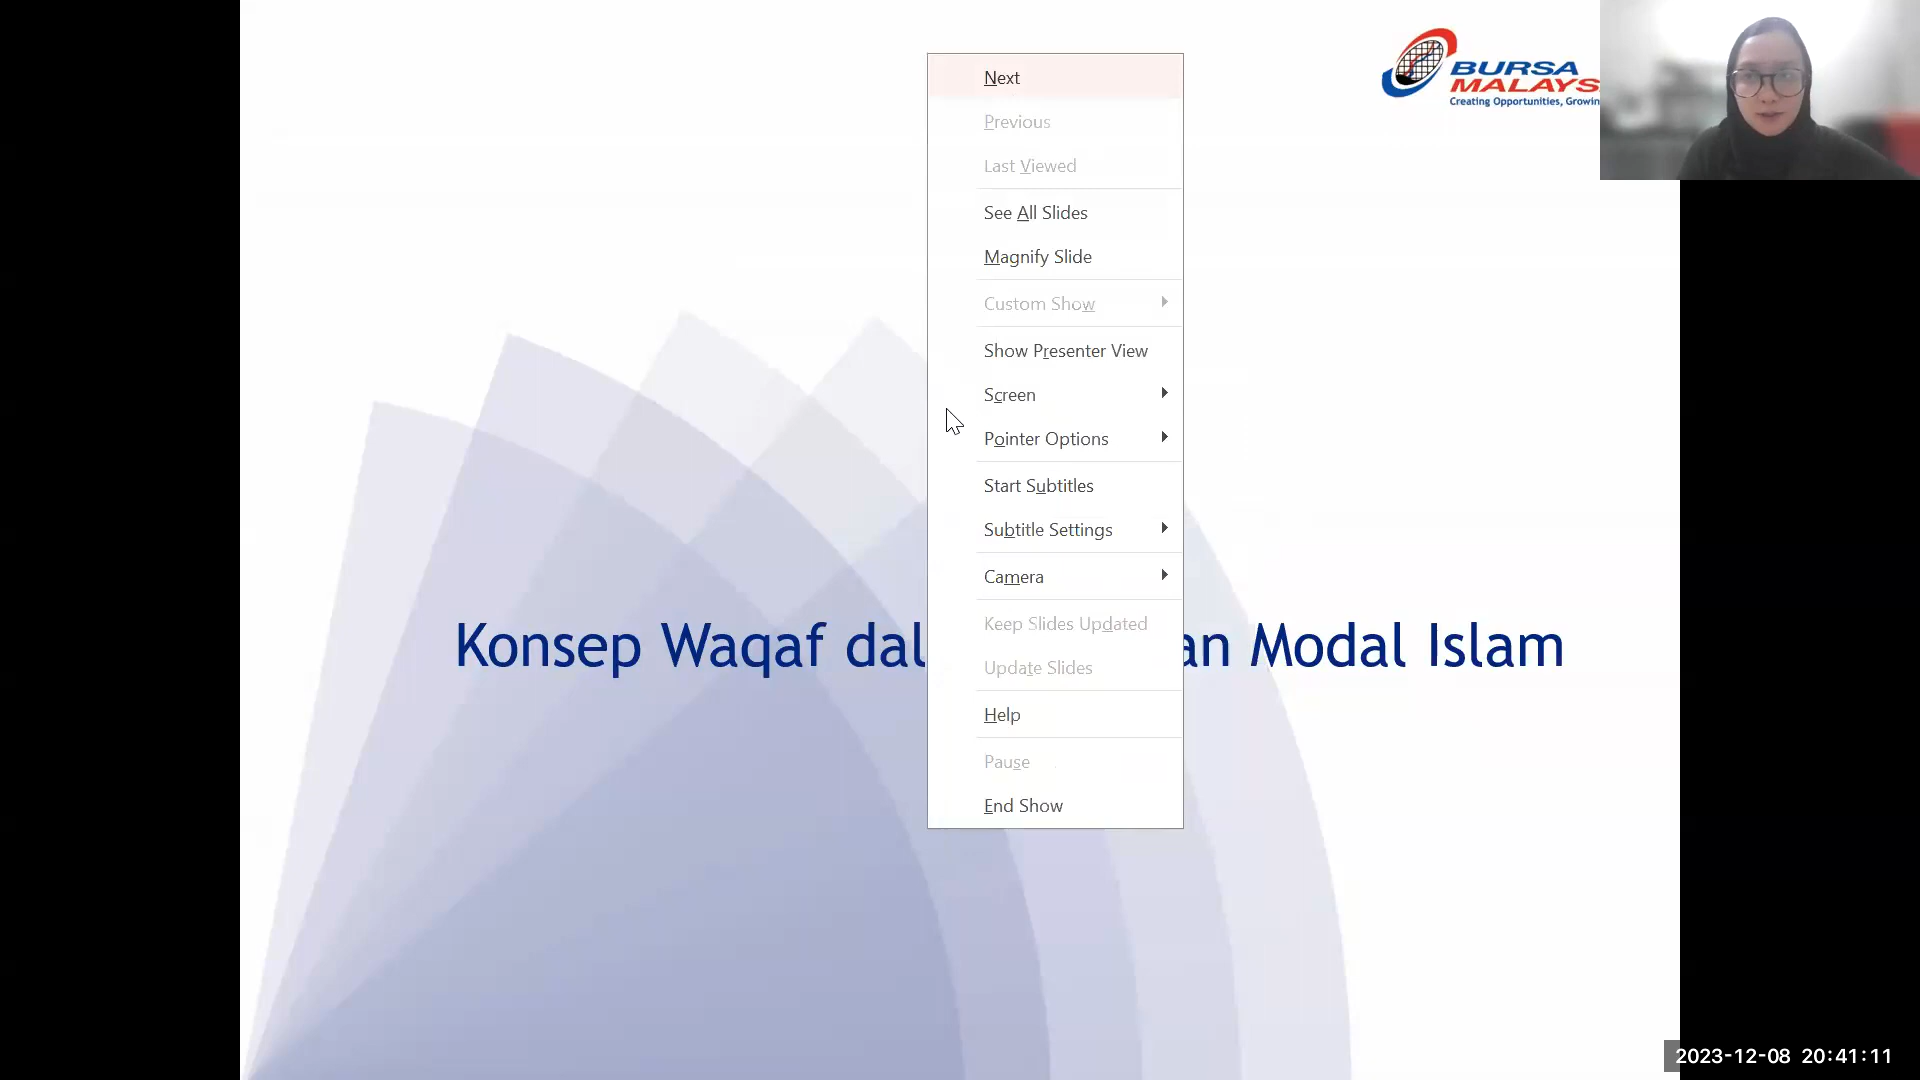 BURSA
MALAYS
Creating Opportunities, Growin
Next
Previous
Last Viewed
See All Slides
Magnify Slide
Custom Show
Show Presenter View
Screen
Pointer Options
Start Subtitles
Subtitle Settings
Camera
Keep Slides Updated
Update Slides
Help
Pause
End Show
Konsep Waqaf dal an Modal Islam
2023-12-08 20:41:11